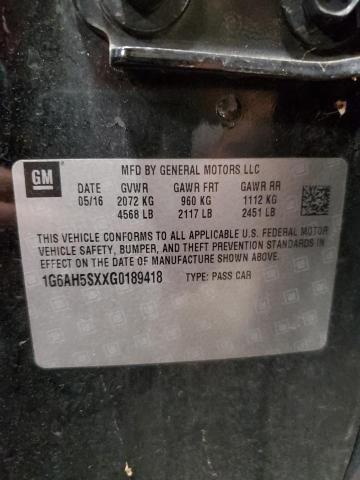 GM
MFD BY GENERAL MOTORS LLC
DATE GVWR GAWR FRT GAWR RR
05/16 2072 KG 960 KG 1112 KG
4568 LB 2117 LB 2451 LB
THIS VEHICLE CONFORMS TO ALL APPLICABLE U.S. FEDERAL MOTOR
VEHICLE SAFETY, BUMPER, AND THEFT PREVENTION STANDARDS IN
EFFECT ON THE DATE OF MANUFACTURE SHOWN ABOVE.
1G6AH5SXXG0189418 TYPE: PASS CAR